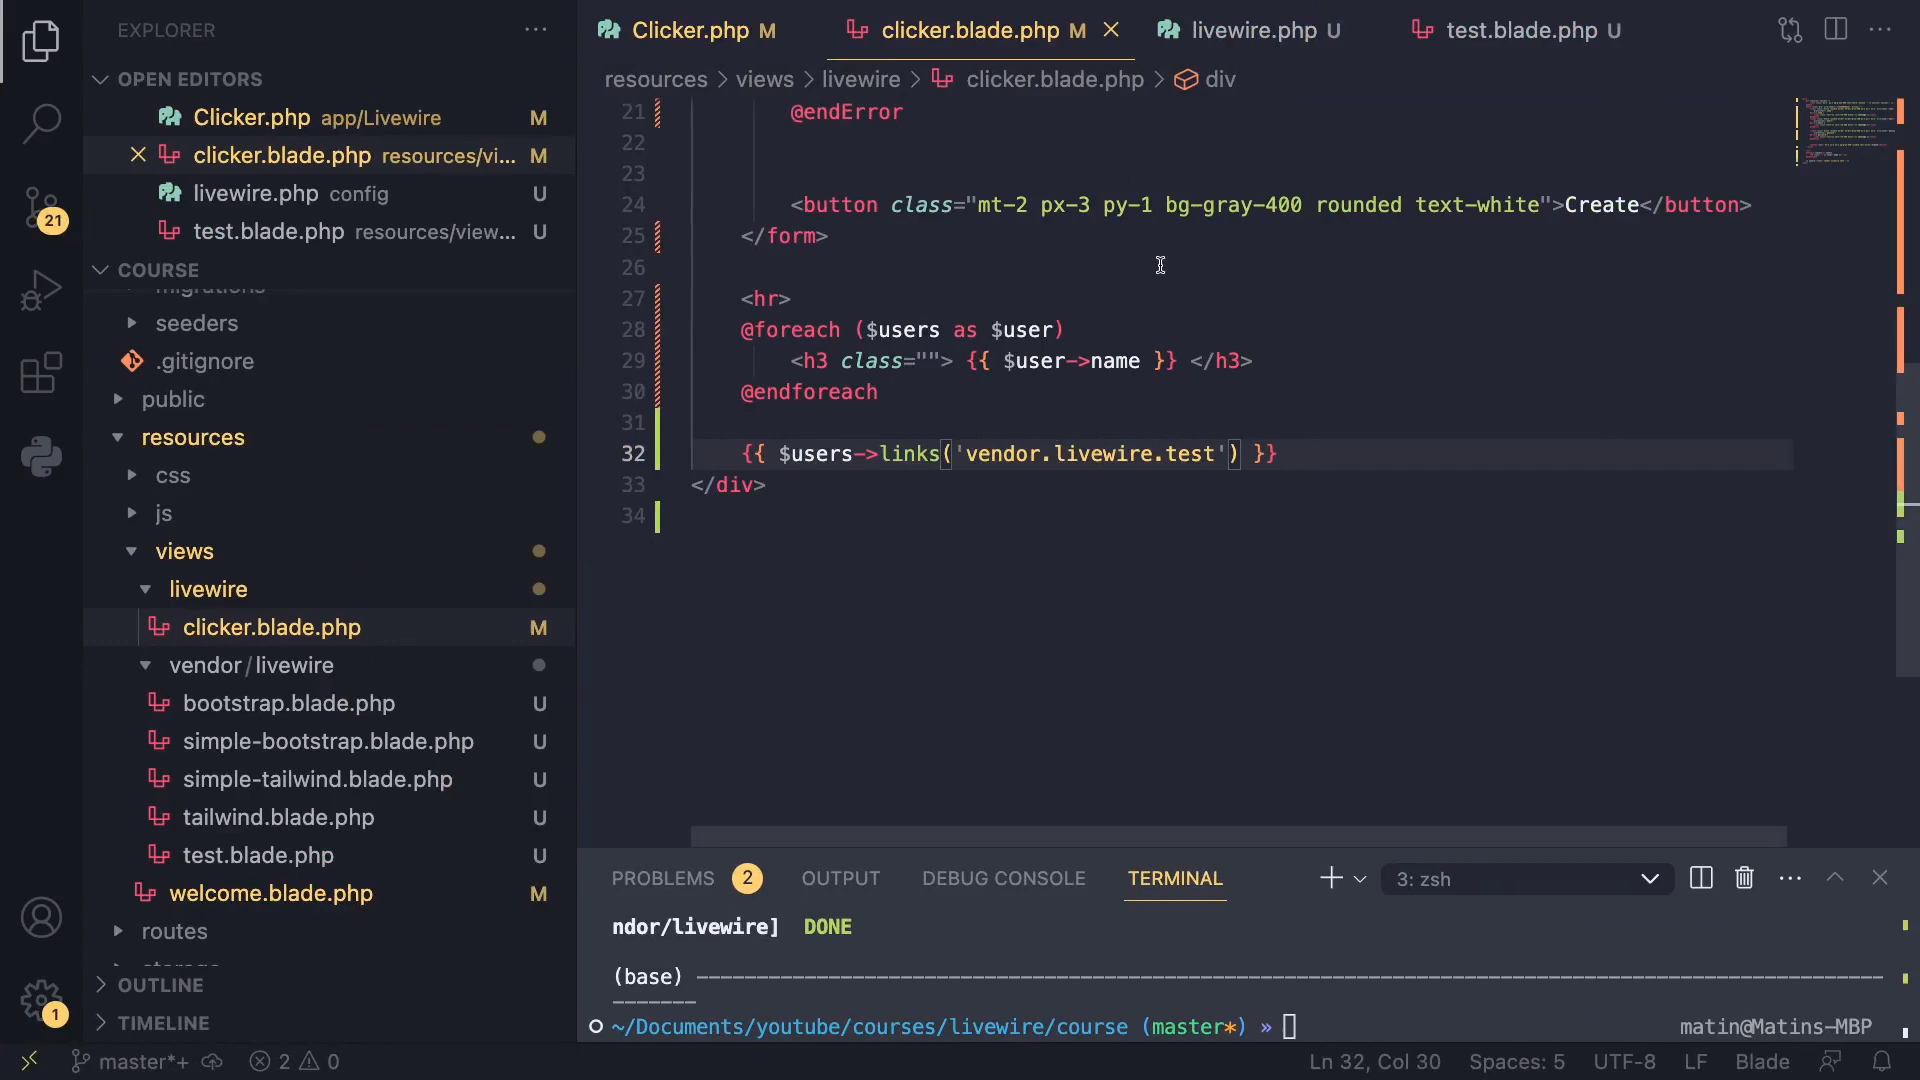 EXPLORER
OPEN EDITORS
Clicker.php app/Livewire M
clicker.blade.php resources/vi... M
livewire.php config U
test.blade.php resources/view... U
COURSE
migrations
seeders
.gitignore
public
resources
css
js
views
livewire
clicker.blade.php M
vendor/livewire
bootstrap.blade.php U
simple-bootstrap.blade.php U
simple-tailwind.blade.php U
tailwind.blade.php U
test.blade.php U
welcome.blade.php M
routes
storage
OUTLINE
TIMELINE
21
1
Clicker.php M
clicker.blade.php M
livewire.php U
test.blade.php U
resources > views > livewire > clicker.blade.php > div
21 @endError
22
23
24 <button class="mt-2 px-3 py-1 bg-gray-400 rounded text-white">Create</button>
25 </form>
26
27 <hr>
28 @foreach ($users as $user)
29 <h3 class=""> {{ $user->name }} </h3>
30 @endforeach
31
32 {{ $users->links('vendor.livewire.test') }}
33 </div>
34
PROBLEMS 2 OUTPUT DEBUG CONSOLE TERMINAL 3: zsh
ndor/livewire] DONE
(base) ----------------------------------------------------------------------------------------------
-------
~/Documents/youtube/courses/livewire/course (master*) » matin@Matins-MBP
master*+ 2 0 Ln 32, Col 30 Spaces: 5 UTF-8 LF Blade